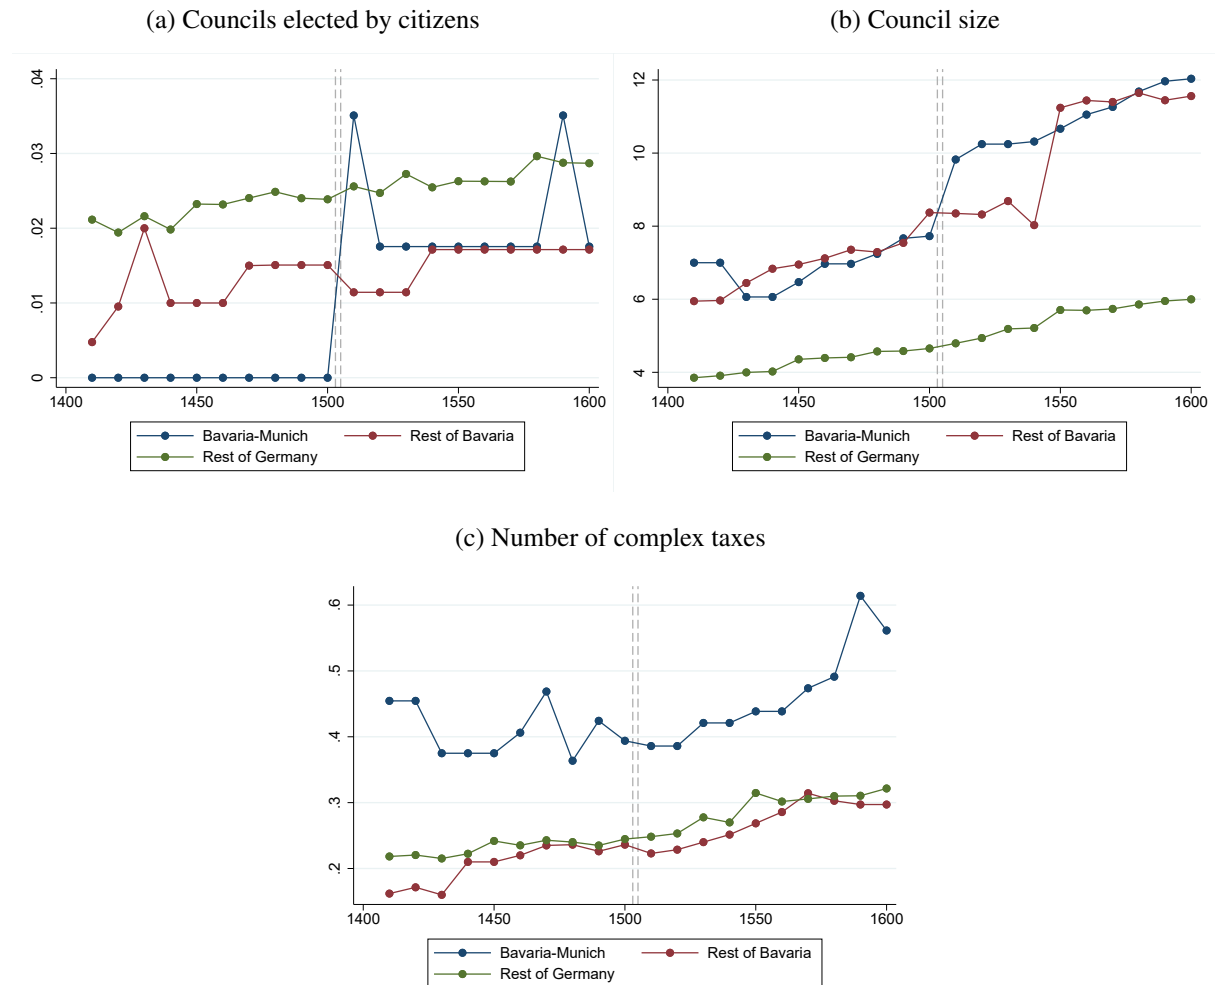 (a) Councils elected by citizens
(b) Council size
.04
.03
.02
.01
0
1400 1450 1500 1550 1600
Bavaria-Munich Rest of Bavaria
Rest of Germany
12
10
8
6
4
1400 1450 1500 1550 1600
Bavaria-Munich Rest of Bavaria
Rest of Germany
(c) Number of complex taxes
.6
.5
.4
.3
.2
1400 1450 1500 1550 1600
Bavaria-Munich Rest of Bavaria
Rest of Germany